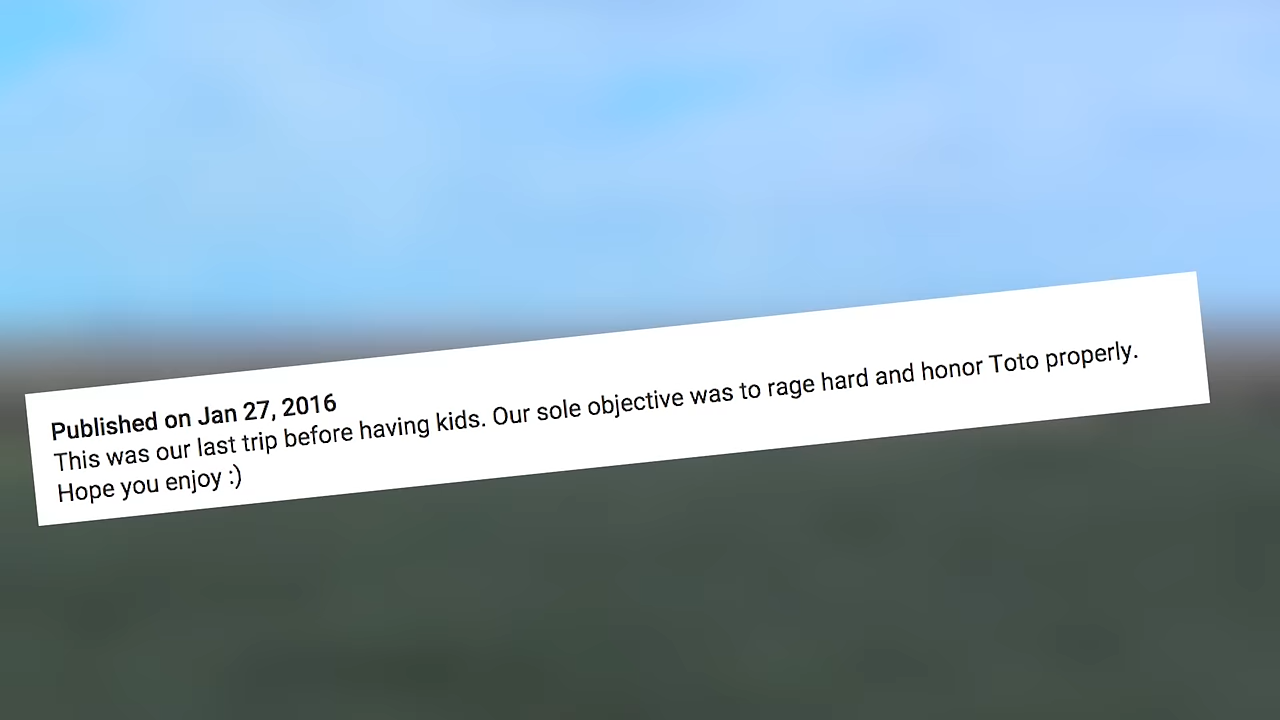 Published on Jan 27, 2016
This was our last trip before having kids. Our sole objective was to rage hard and honor Toto properly.
Hope you enjoy :)